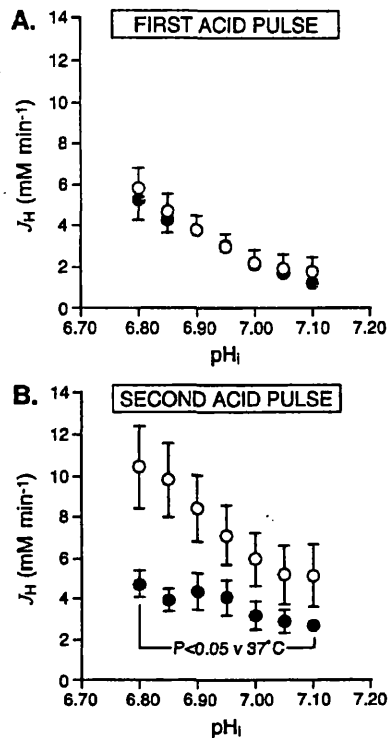 A.
FIRST ACID PULSE
14
12
10
8
6
4
2
0
J_H (mM min⁻¹)
6.70 6.80 6.90 7.00 7.10 7.20
pHᵢ
B.
SECOND ACID PULSE
14
12
10
8
6
4
2
0
J_H (mM min⁻¹)
P<0.05 v 37°C
6.70 6.80 6.90 7.00 7.10 7.20
pHᵢ